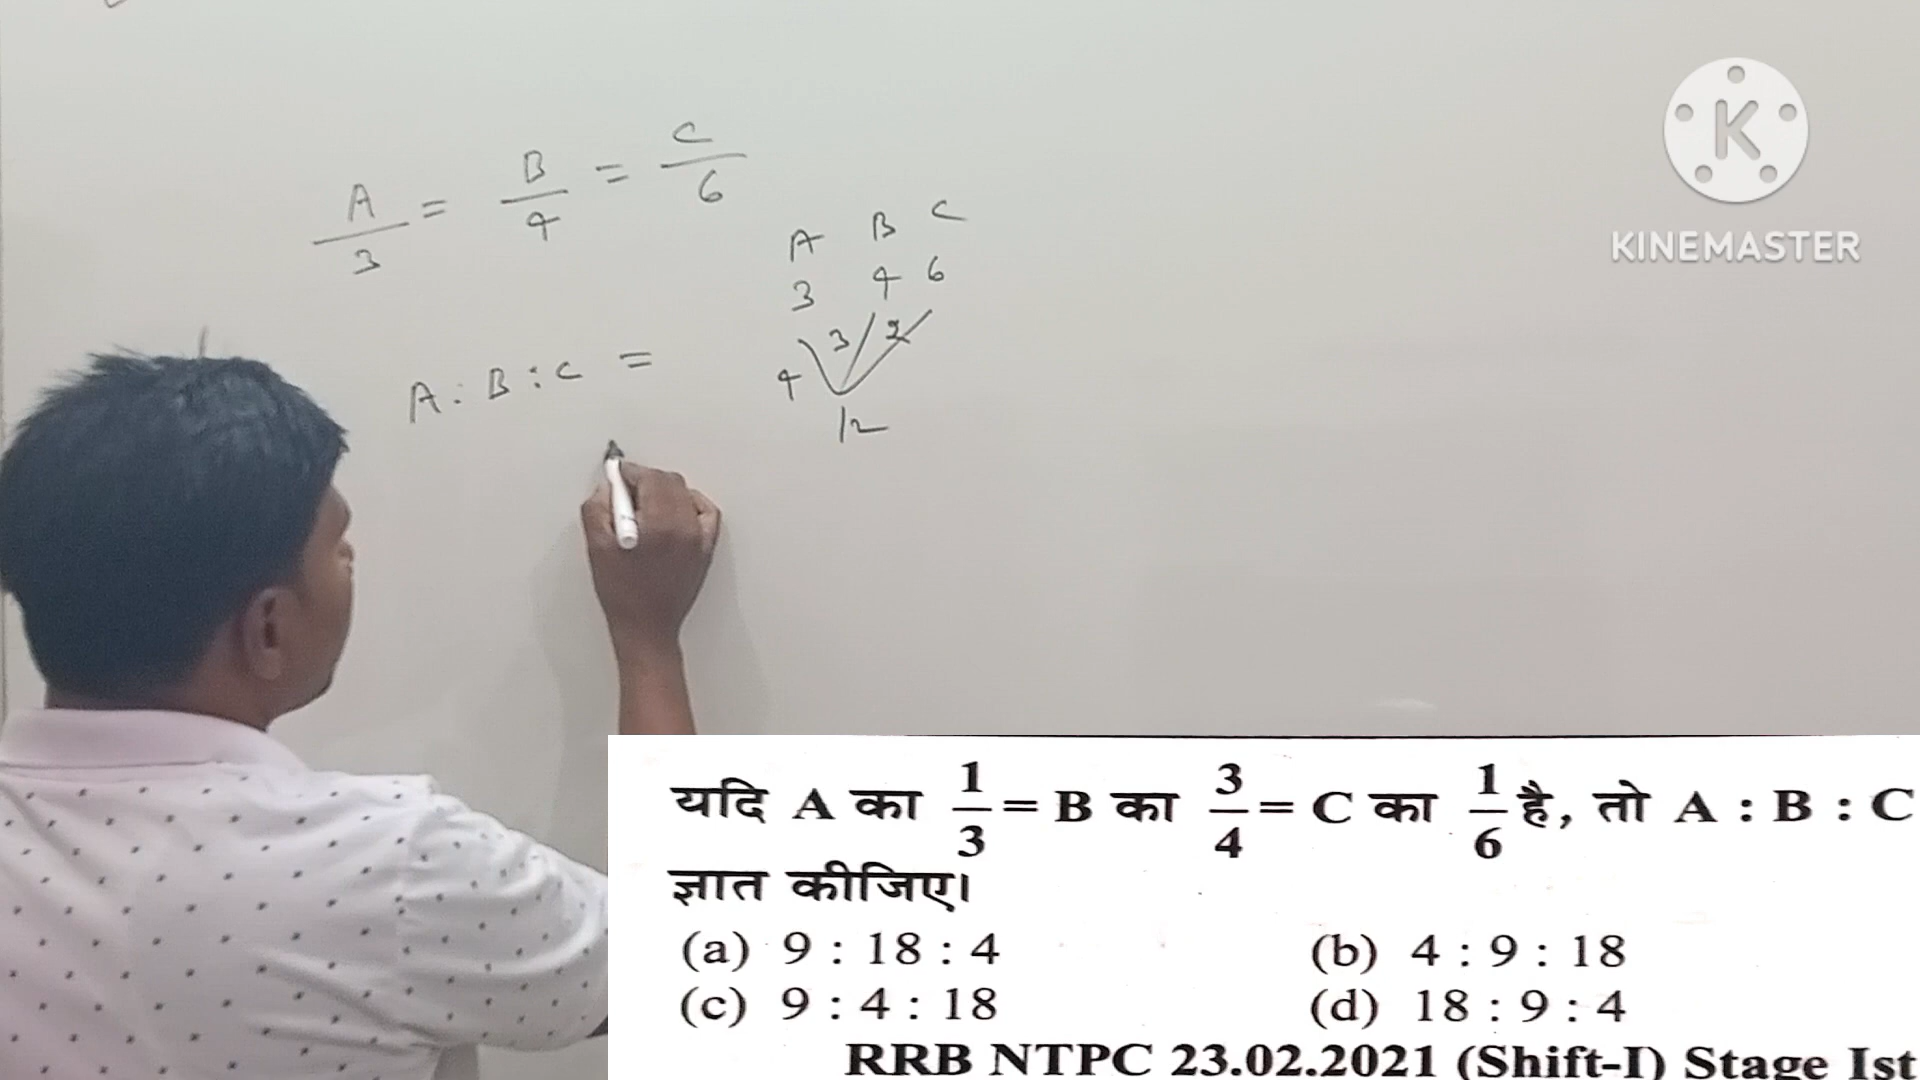 A/3 = B/4 = C/6
A B C
3 4 6
3 2
A : B : C =
4
12
KINEMASTER
यदि A का 1/3 = B का 3/4 = C का 1/6 है, तो A : B : C
ज्ञात कीजिए।
(a) 9 : 18 : 4 (b) 4 : 9 : 18
(c) 9 : 4 : 18 (d) 18 : 9 : 4
RRB NTPC 23.02.2021 (Shift-I) Stage Ist